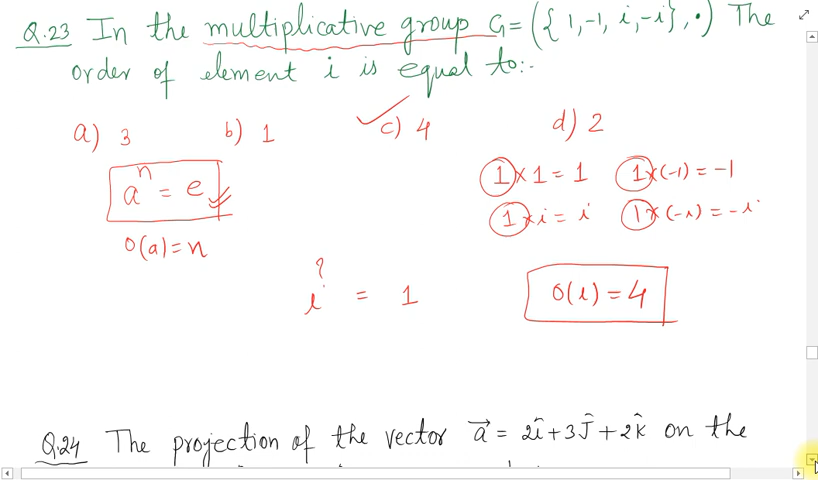 Q.23 In the multiplicative group G=({1,-1,i,-i},•) The
order of element i is equal to:-
a) 3 b) 1 c) 4 d) 2
aⁿ = e
O(a)=n
1×1=1 1×(-1)=-1
1×i=i 1×(-i)=-i
i^? = 1
O(i)=4
Q.24 The projection of the vector a⃗ = 2î+3Ĵ+2k̂ on the